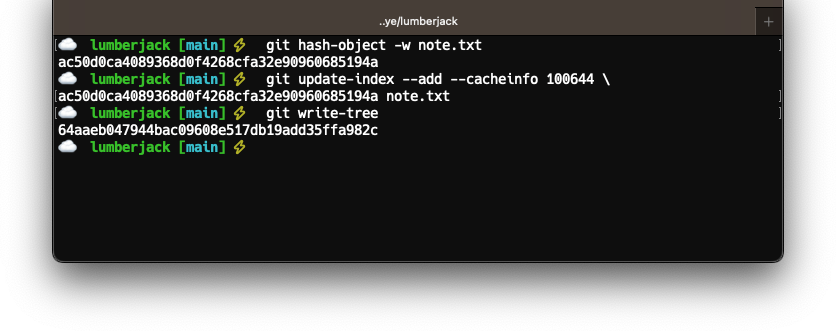 ..ye/lumberjack
+
[☁️ lumberjack [main] ⚡ git hash-object -w note.txt ]
ac50d0ca4089368d0f4268cfa32e90960685194a
☁️ lumberjack [main] ⚡ git update-index --add --cacheinfo 100644 \
[ac50d0ca4089368d0f4268cfa32e90960685194a note.txt ]
[☁️ lumberjack [main] ⚡ git write-tree ]
64aaeb047944bac09608e517db19add35ffa982c
☁️ lumberjack [main] ⚡